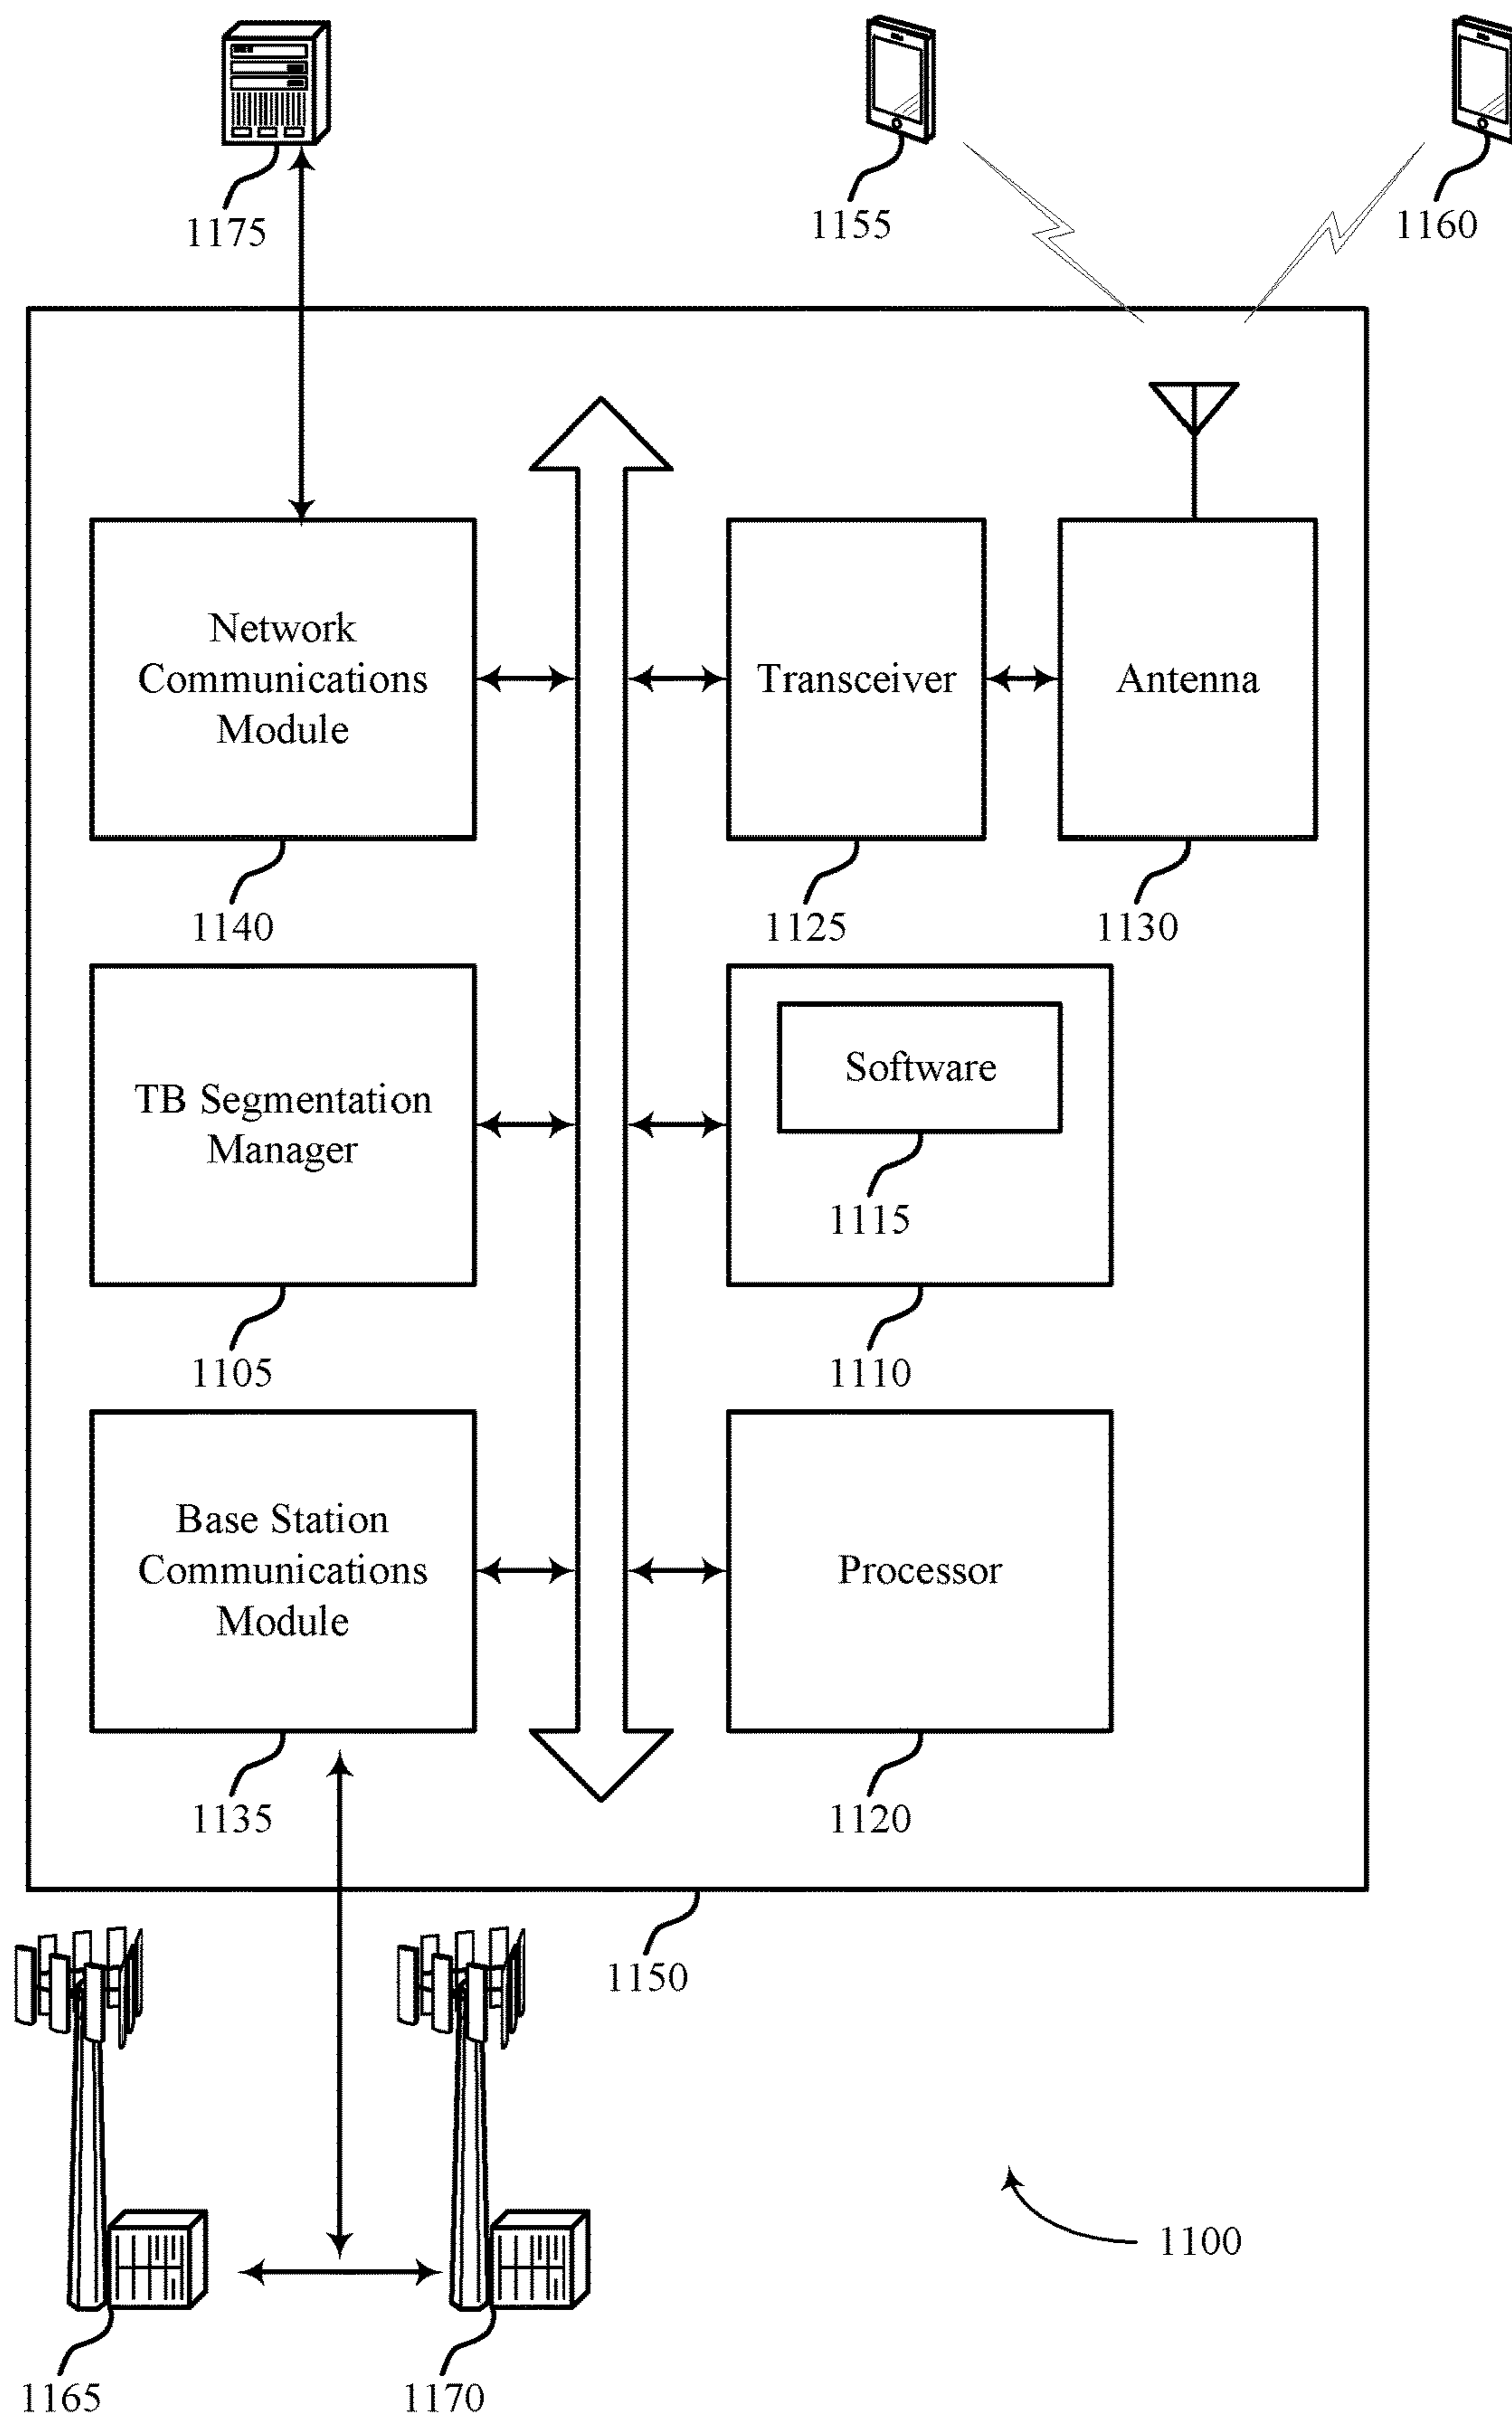 1175
1155
1160
Network
Communications
Module
Transceiver
Antenna
1140
1125
1130
TB Segmentation
Manager
Software
1115
1105
1110
Base Station
Communications
Module
Processor
1135
1120
1150
1100
1165
1170